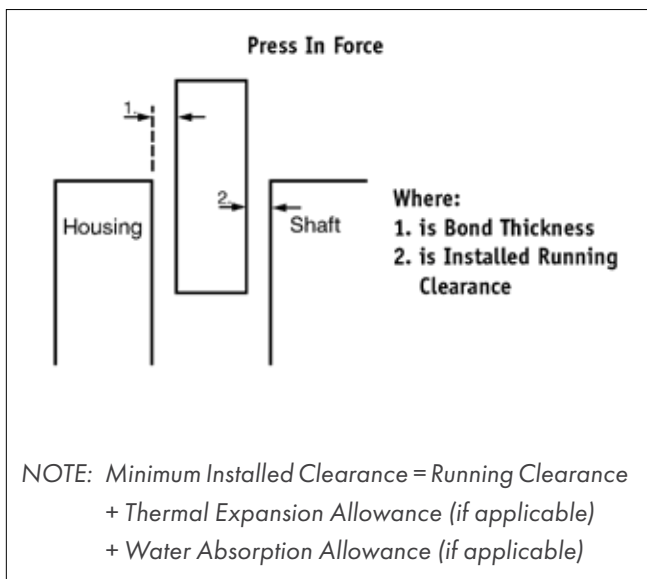 Press In Force
1.
2.
Housing
Shaft
Where:
1. is Bond Thickness
2. is Installed Running
Clearance
NOTE: Minimum Installed Clearance = Running Clearance
+ Thermal Expansion Allowance (if applicable)
+ Water Absorption Allowance (if applicable)